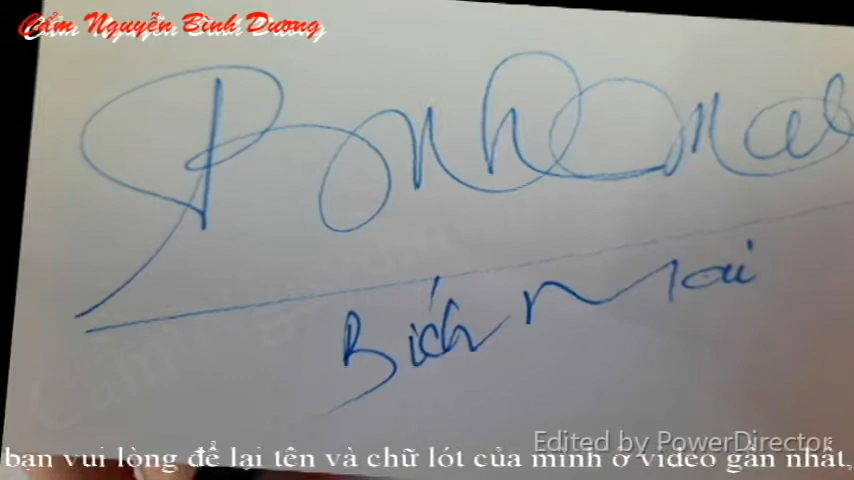 Cẩm Nguyễn Bình Dương
Bích Mai
Edited by PowerDirector
bạn vui lòng để lại tên và chữ lót của mình ở video gần nhất,